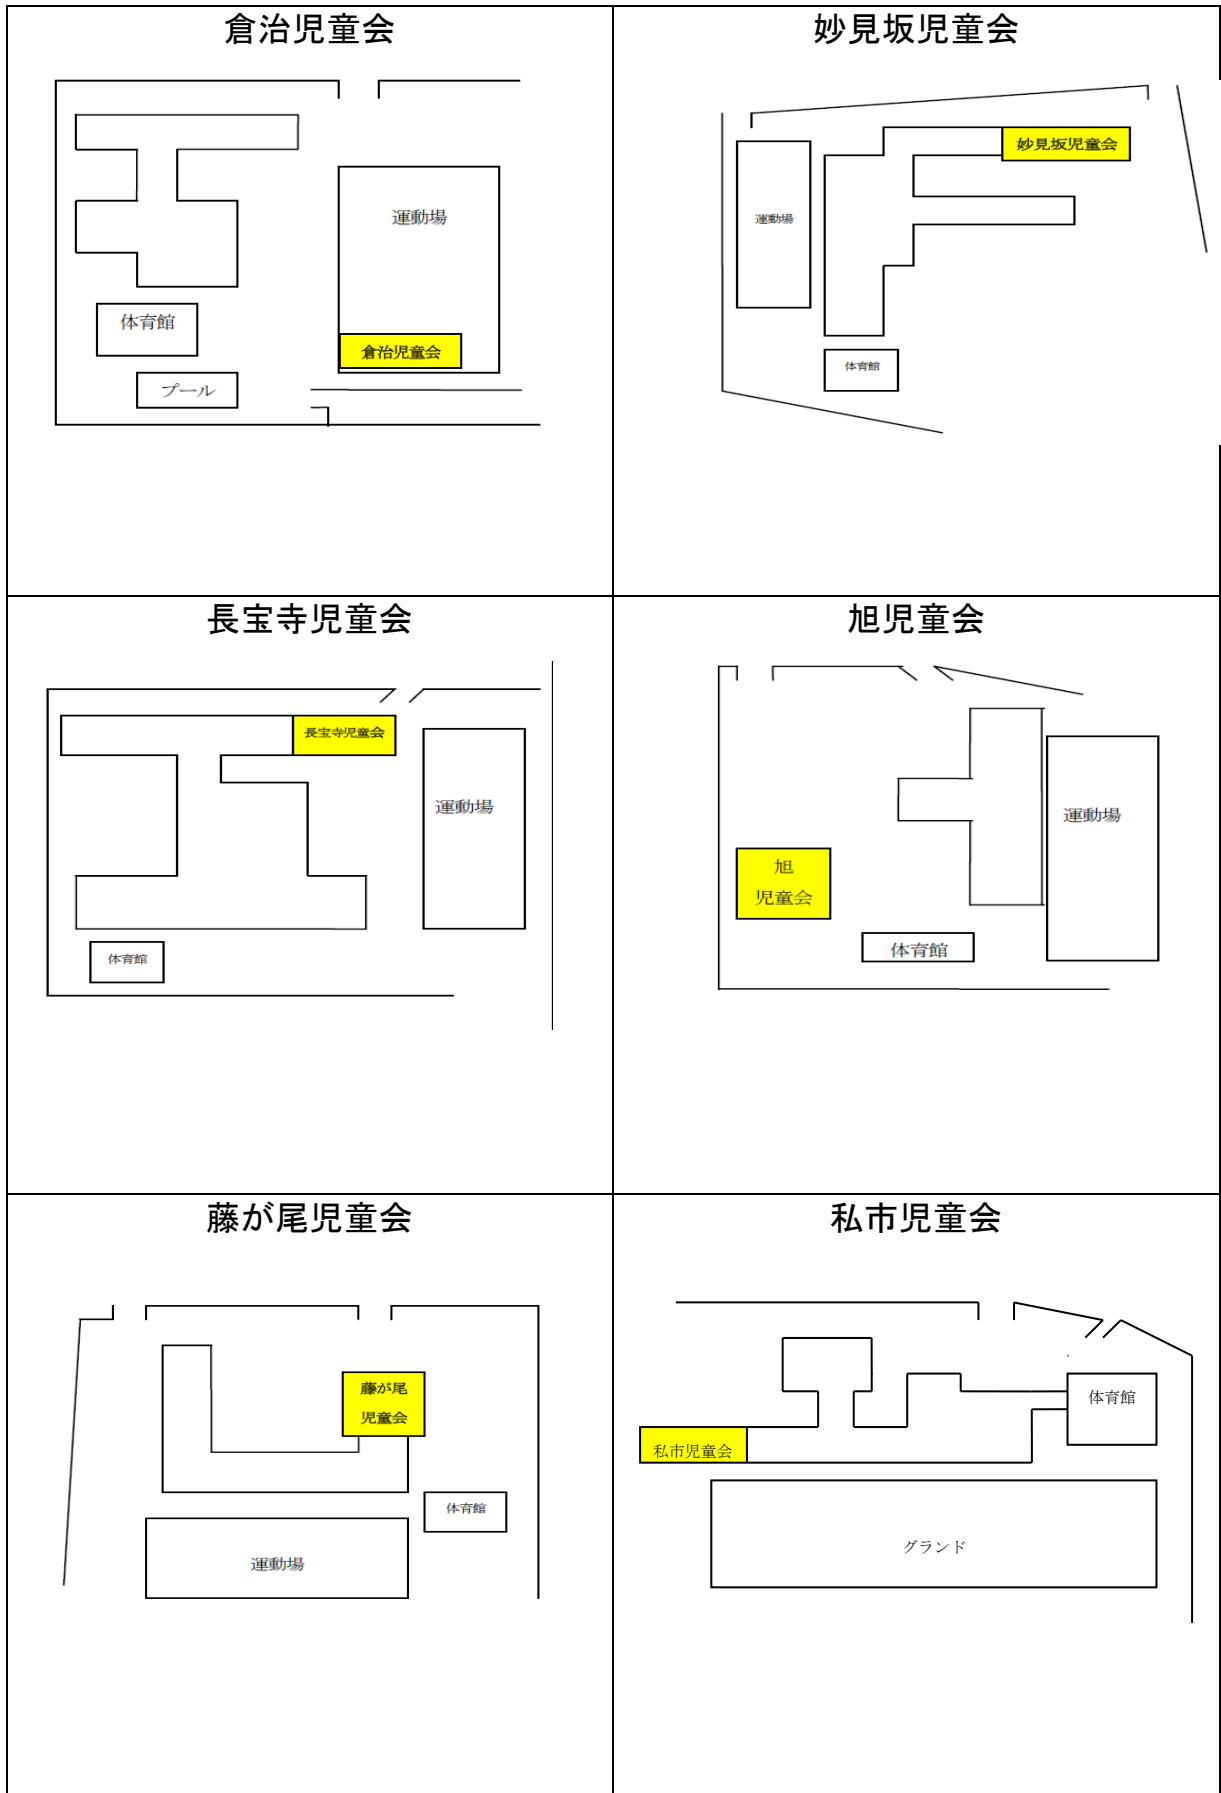 倉治児童会
運動場
体育館
倉治児童会
プール
妙見坂児童会
妙見坂児童会
運動場
体育館
長宝寺児童会
長宝寺児童会
運動場
体育館
旭児童会
運動場
旭
児童会
体育館
藤が尾児童会
藤が尾
児童会
体育館
運動場
私市児童会
体育館
私市児童会
グランド